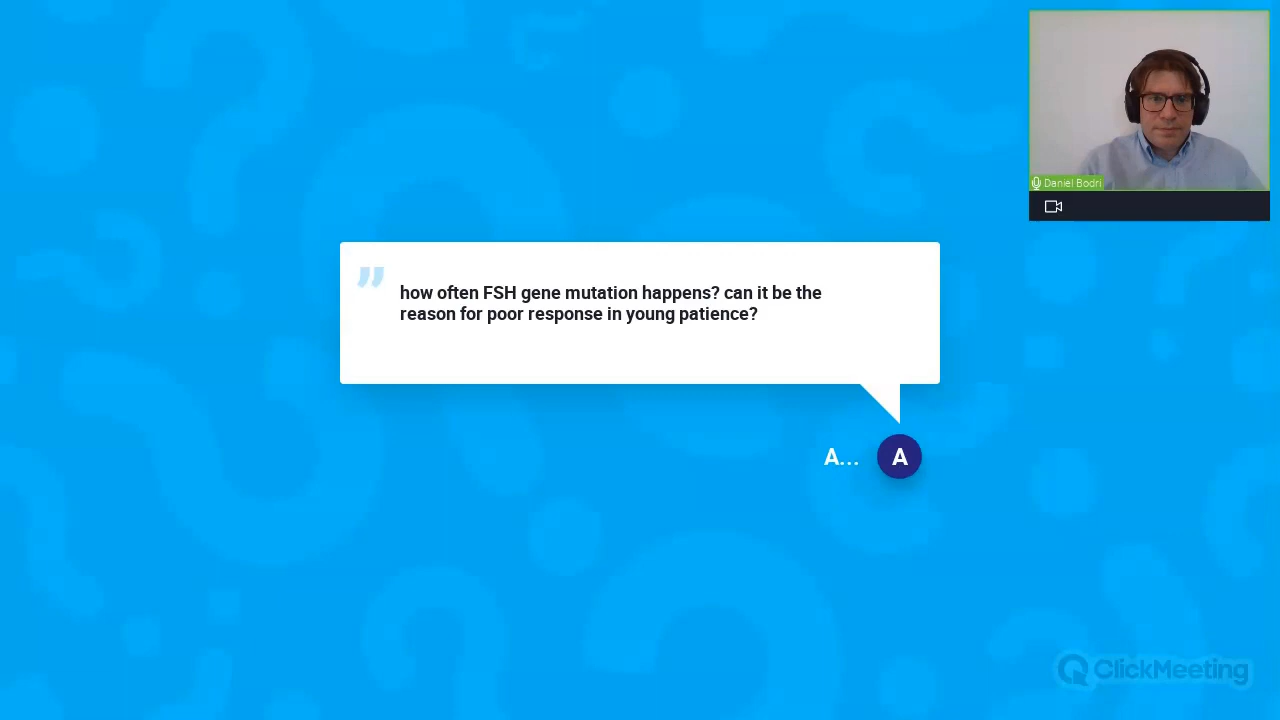 Daniel Bodri
how often FSH gene mutation happens? can it be the
reason for poor response in young patience?
A...
A
ClickMeeting